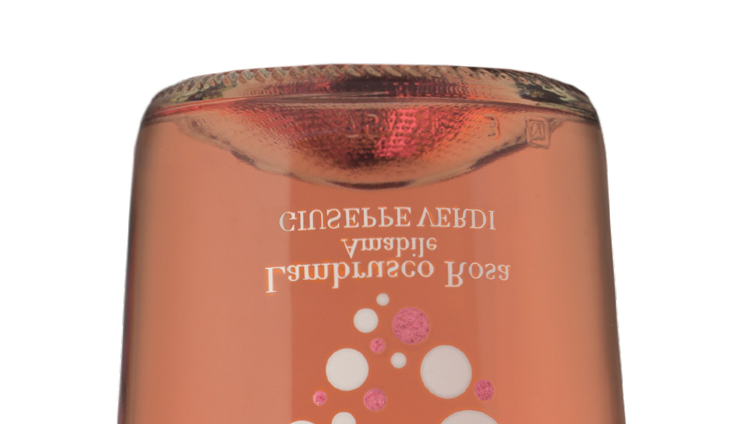 Lambrusco Rosa
Amabile
GIUSEPPE VERDI